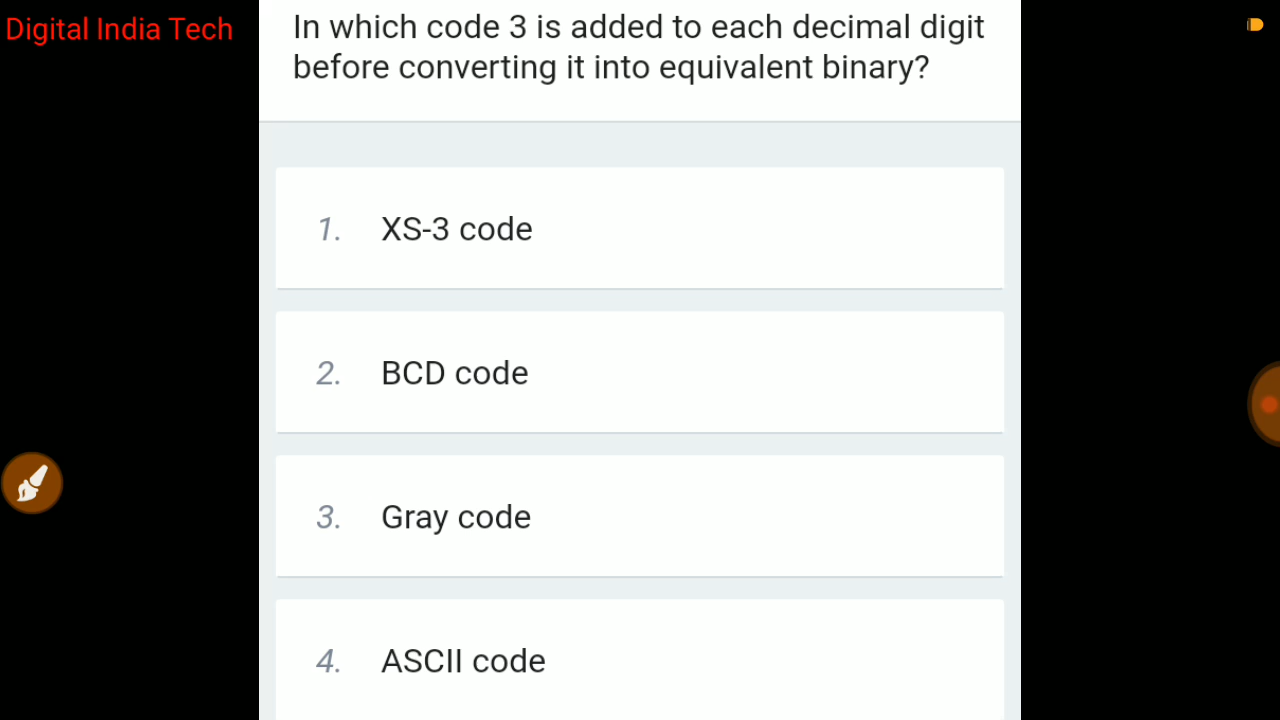 Digital India Tech
In which code 3 is added to each decimal digit
before converting it into equivalent binary?
1. XS-3 code
2. BCD code
3. Gray code
4. ASCII code